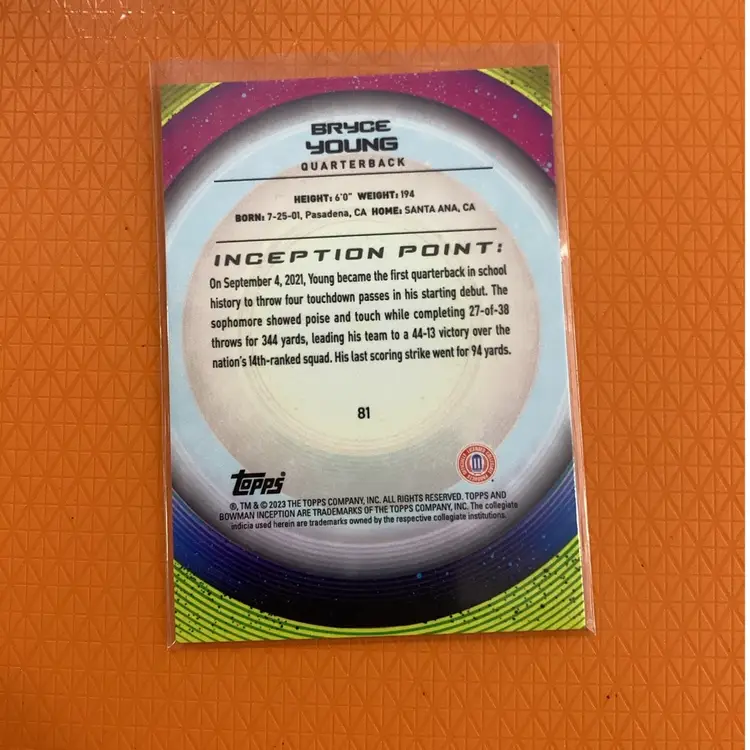 BRYCE
YOUNG
QUARTERBACK
HEIGHT: 6'0" WEIGHT: 194
BORN: 7-25-01, Pasadena, CA HOME: SANTA ANA, CA
INCEPTION POINT:
On September 4, 2021, Young became the first quarterback in school
history to throw four touchdown passes in his starting debut. The
sophomore showed poise and touch while completing 27-of-38
throws for 344 yards, leading his team to a 44-13 victory over the
nation's 14th-ranked squad. His last scoring strike went for 94 yards.
81
Topps
®, TM & © 2023 THE TOPPS COMPANY, INC. ALL RIGHTS RESERVED. TOPPS AND
BOWMAN INCEPTION ARE TRADEMARKS OF THE TOPPS COMPANY, INC. The collegiate
indicia used herein are trademarks owned by the respective collegiate institutions.